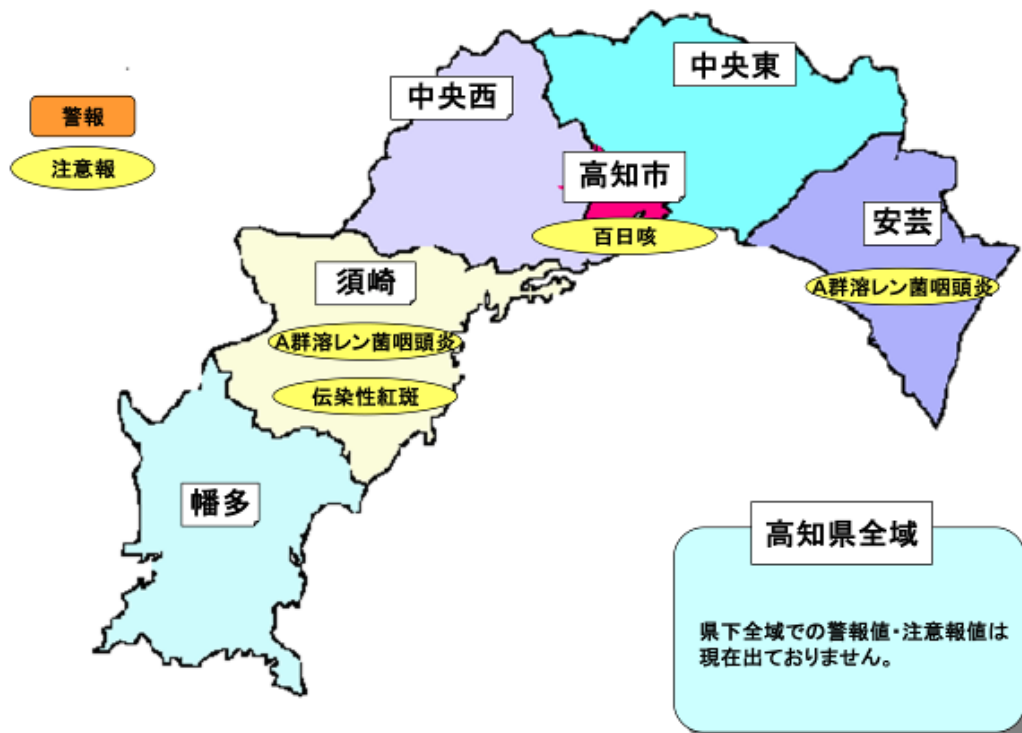 中央東
中央西
警報
注意報
高知市
百日咳
安芸
A群溶レン菌咽頭炎
須崎
A群溶レン菌咽頭炎
伝染性紅斑
幡多
高知県全域
県下全域での警報値・注意報値は
現在出ておりません。